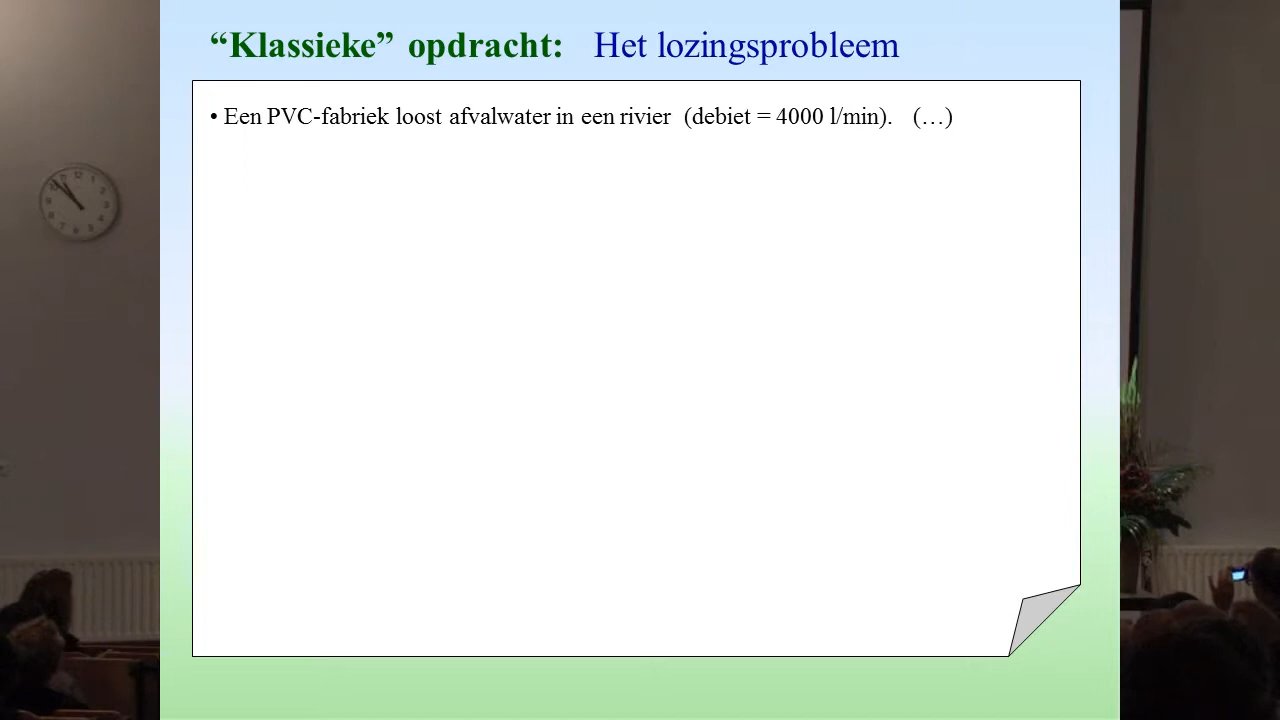 “Klassieke” opdracht: Het lozingsprobleem
• Een PVC-fabriek loost afvalwater in een rivier (debiet = 4000 l/min). (…)